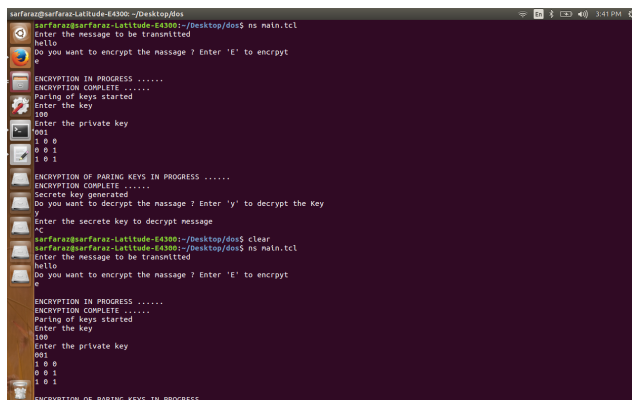 sarfaraz@sarfaraz-Latitude-E4300: ~/Desktop/dos
En 3:41 PM
sarfaraz@sarfaraz-Latitude-E4300:~/Desktop/dos$ ns main.tcl
Enter the message to be transmitted
hello
Do you want to encrypt the massage ? Enter 'E' to encrpyt
e
ENCRYPTION IN PROGRESS ......
ENCRYPTION COMPLETE ......
Paring of keys started
Enter the key
100
Enter the private key
001
1 0 0
0 0 1
1 0 1
ENCRYPTION OF PARING KEYS IN PROGRESS ......
ENCRYPTION COMPLETE ......
Secrete key generated
Do you want to decrypt the massage ? Enter 'y' to decrypt the Key
y
Enter the secrete key to decrypt message
^C
sarfaraz@sarfaraz-Latitude-E4300:~/Desktop/dos$ clear
sarfaraz@sarfaraz-Latitude-E4300:~/Desktop/dos$ ns main.tcl
Enter the message to be transmitted
hello
Do you want to encrypt the massage ? Enter 'E' to encrpyt
e
ENCRYPTION IN PROGRESS ......
ENCRYPTION COMPLETE ......
Paring of keys started
Enter the key
100
Enter the private key
001
1 0 0
0 0 1
1 0 1
ENCRYPTION OF PARING KEYS IN PROGRESS